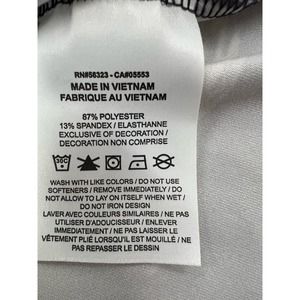 RN#56323 - CA#05553
MADE IN VIETNAM
FABRIQUE AU VIETNAM
87% POLYESTER
13% SPANDEX / ELASTHANNE
EXCLUSIVE OF DECORATION /
DECORATION NON COMPRISE
30C
WASH WITH LIKE COLORS / DO NOT USE
SOFTENERS / REMOVE IMMEDIATELY / DO
NOT ALLOW TO LAY ON ITSELF WHEN WET /
DO NOT IRON DESIGN
LAVER AVEC COULEURS SIMILAIRES / NE PAS
UTILISER D'ADOUCISSEUR / ENLEVER
IMMÉDIATEMENT / NE PAS LAISSER LE
VÊTEMENT PLIÉ LORSQU'IL EST MOUILLÉ / NE
PAS REPASSER LE DESSIN